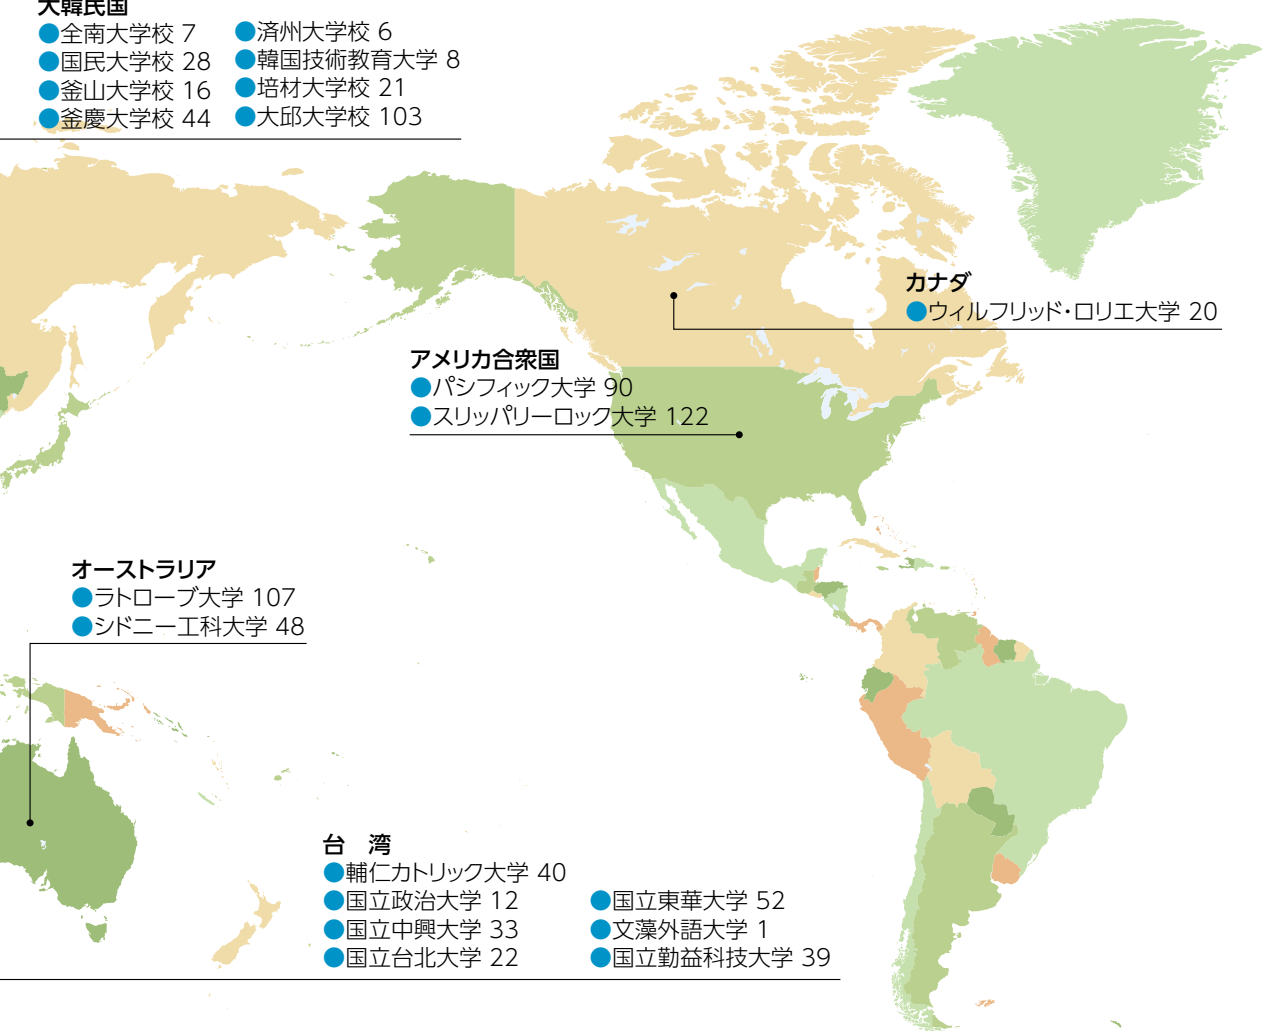 大韓民国
●全南大学校 7 ●済州大学校 6
●国民大学校 28 ●韓国技術教育大学 8
●釜山大学校 16 ●培材大学校 21
●釜慶大学校 44 ●大邱大学校 103
カナダ
●ウィルフリッド・ロリエ大学 20
アメリカ合衆国
●パシフィック大学 90
●スリッパリーロック大学 122
オーストラリア
●ラトローブ大学 107
●シドニー工科大学 48
台　湾
●輔仁カトリック大学 40
●国立政治大学 12 ●国立東華大学 52
●国立中興大学 33 ●文藻外語大学 1
●国立台北大学 22 ●国立勤益科技大学 39